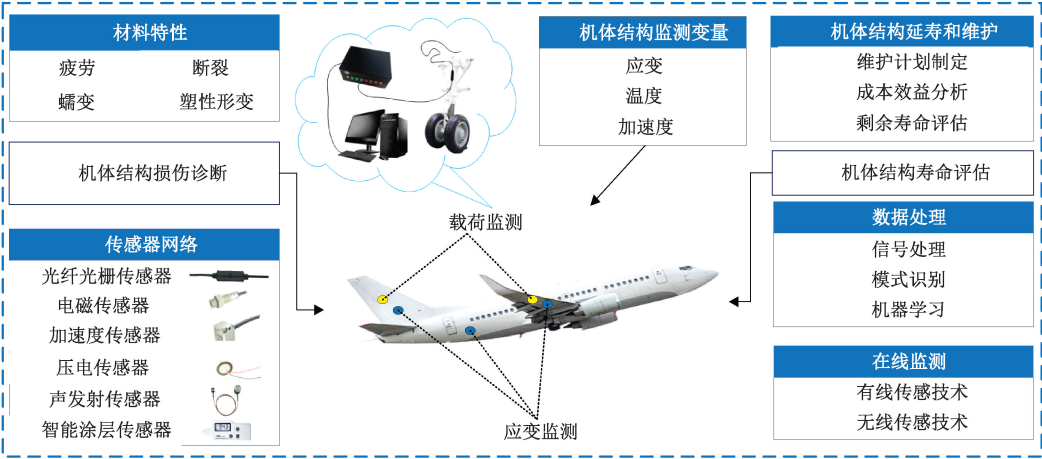 材料特性
疲劳 断裂
蠕变 塑性形变
机体结构损伤诊断
传感器网络
光纤光栅传感器
电磁传感器
加速度传感器
压电传感器
声发射传感器
智能涂层传感器
载荷监测
应变监测
机体结构监测变量
应变
温度
加速度
机体结构延寿和维护
维护计划制定
成本效益分析
剩余寿命评估
机体结构寿命评估
数据处理
信号处理
模式识别
机器学习
在线监测
有线传感技术
无线传感技术